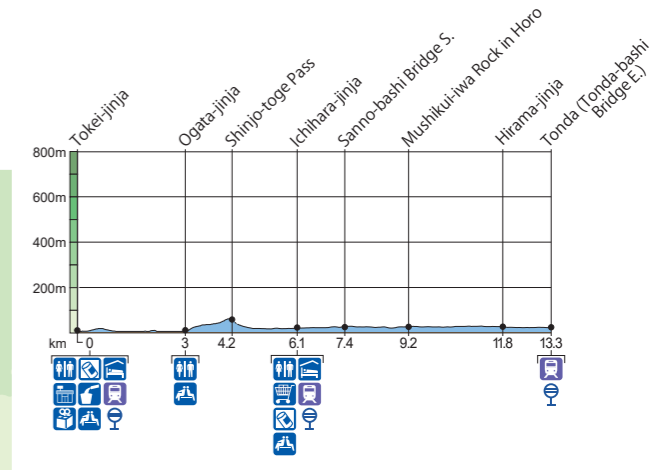 Tokei-jinja
Ogata-jinja
Shinjo-toge Pass
Ichihara-jinja
Sanno-bashi Bridge S.
Mushikui-iwa Rock in Horo
Hirama-jinja
Tonda (Tonda-bashi
Bridge E.)
800m
600m
400m
200m
km 0 3 4.2 6.1 7.4 9.2 11.8 13.3